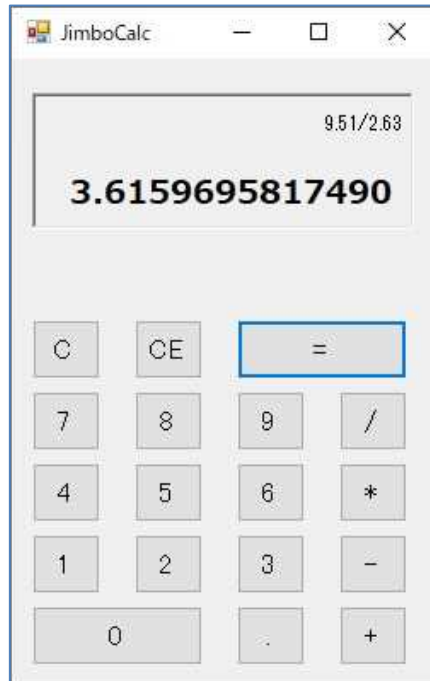 JimboCalc
9.51/2.63
3.6159695817490
C CE =
7 8 9 /
4 5 6 *
1 2 3 -
0 . +